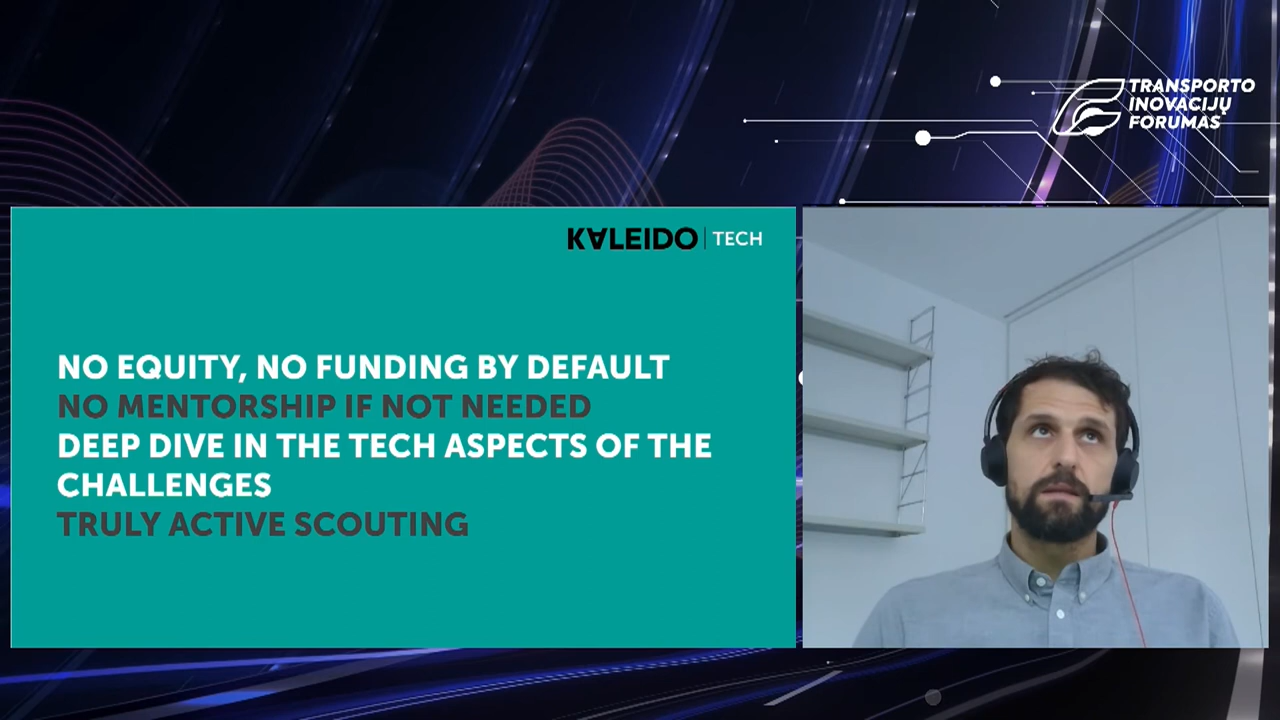 TRANSPORTO
INOVACIJŲ
FORUMAS
KALEIDO | TECH
NO EQUITY, NO FUNDING BY DEFAULT
NO MENTORSHIP IF NOT NEEDED
DEEP DIVE IN THE TECH ASPECTS OF THE
CHALLENGES
TRULY ACTIVE SCOUTING